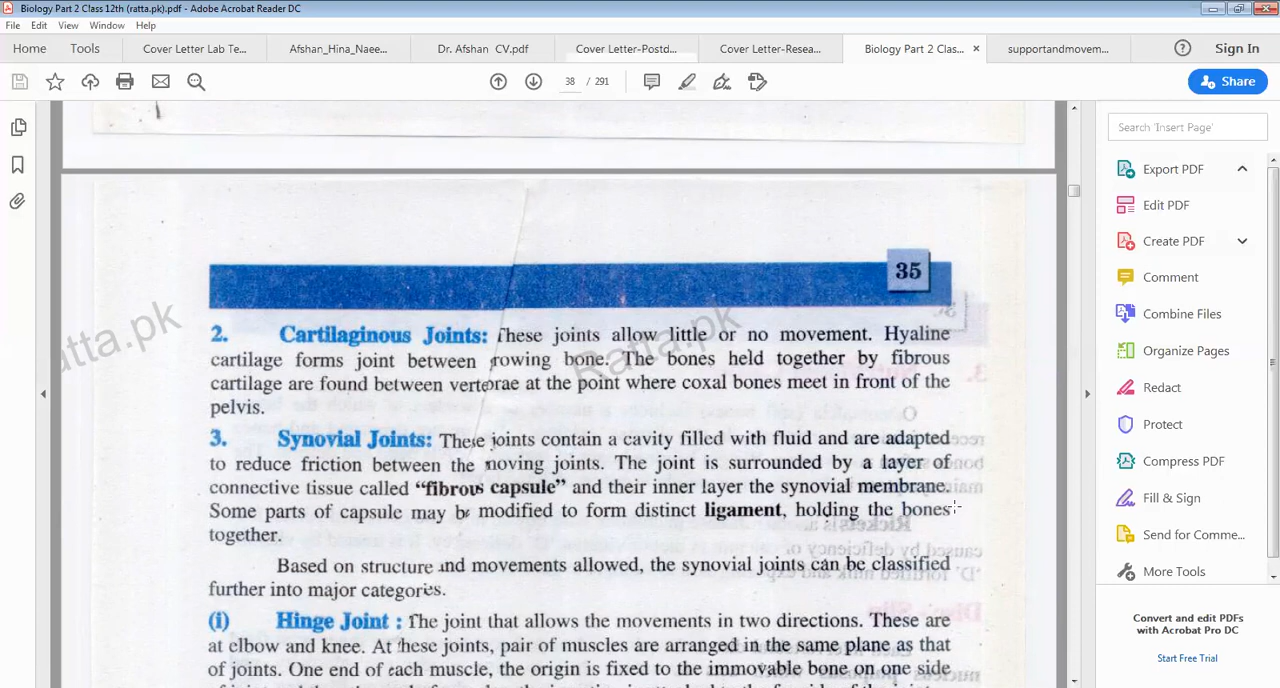 Biology Part 2 Class 12th (ratta.pk).pdf - Adobe Acrobat Reader DC
File Edit View Window Help
Home Tools Cover Letter Lab Te... Afshan_Hina_Naee... Dr. Afshan CV.pdf Cover Letter-Postd... Cover Letter-Resea... Biology Part 2 Clas... × supportandmovem... Sign In
38 / 291 Share
Search 'Insert Page'
Export PDF
Edit PDF
Create PDF
Comment
Combine Files
Organize Pages
Redact
Protect
Compress PDF
Fill & Sign
Send for Comme...
More Tools
Convert and edit PDFs
with Acrobat Pro DC
Start Free Trial
35
2. Cartilaginous Joints: These joints allow little or no movement. Hyaline
cartilage forms joint between growing bone. The bones held together by fibrous
cartilage are found between vertebrae at the point where coxal bones meet in front of the
pelvis.
3. Synovial Joints: These joints contain a cavity filled with fluid and are adapted
to reduce friction between the moving joints. The joint is surrounded by a layer of
connective tissue called “fibrous capsule” and their inner layer the synovial membrane.
Some parts of capsule may be modified to form distinct ligament, holding the bones
together.
Based on structure and movements allowed, the synovial joints can be classified
further into major categories.
(i) Hinge Joint : The joint that allows the movements in two directions. These are
at elbow and knee. At these joints, pair of muscles are arranged in the same plane as that
of joints. One end of each muscle, the origin is fixed to the immovable bone on one side
Ratta.pk